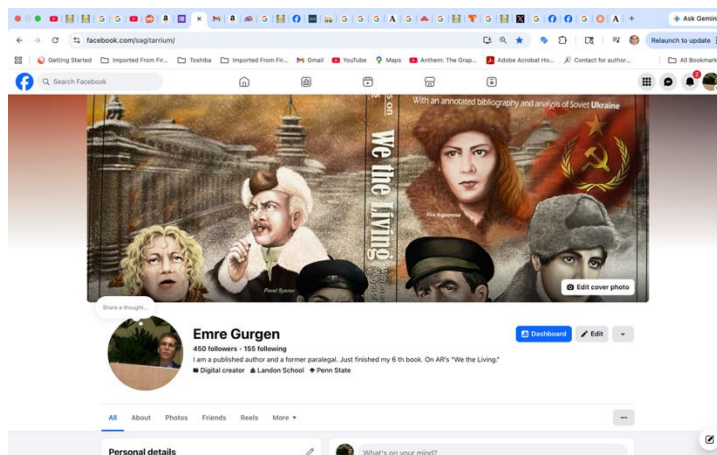 Ask Gemini
facebook.com/sagitarrium/
Relaunch to update
Getting Started
Imported From Fir...
Toshiba
Imported From Fir...
Gmail
YouTube
Maps
Anthem: The Grap...
Adobe Acrobat Ho...
Contact for author...
All Bookmark
Search Facebook
s on
We the Living
With an annotated bibliography and analysis of Soviet Ukraine
Kira Argounova
Pavel Syerov
Edit cover photo
Share a thought...
Emre Gurgen
450 followers · 155 following
I am a published author and a former paralegal. Just finished my 6 th book. On AR's "We the Living."
Digital creator Landon School Penn State
Dashboard
Edit
All About Photos Friends Reels More
Personal details
What's on your mind?